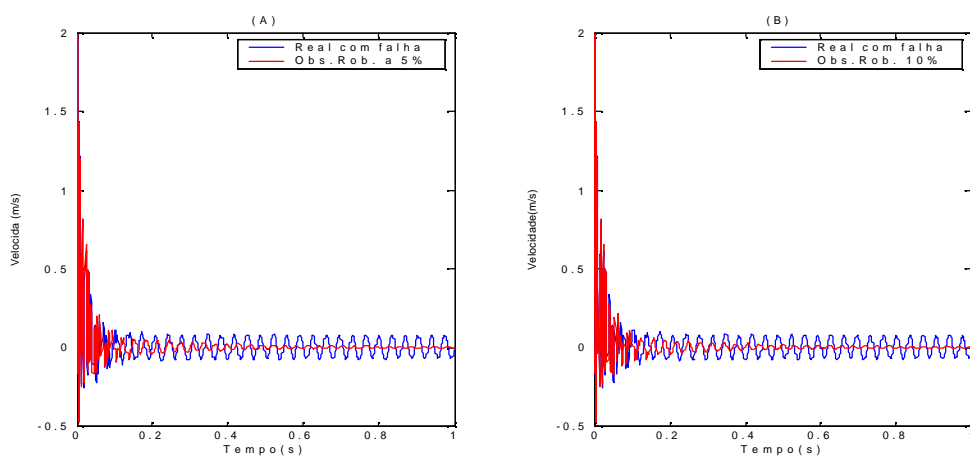 (A)
2
1.5
1
0.5
0
-0.5
Velocida (m/s)
Real com falha
Obs.Rob. a 5%
0
0.2
0.4
0.6
0.8
1
Tempo(s)
(B)
2
1.5
1
0.5
0
-0.5
Velocidade(m/s)
Real com falha
Obs.Rob. 10%
0
0.2
0.4
0.6
0.8
1
Tempo(s)